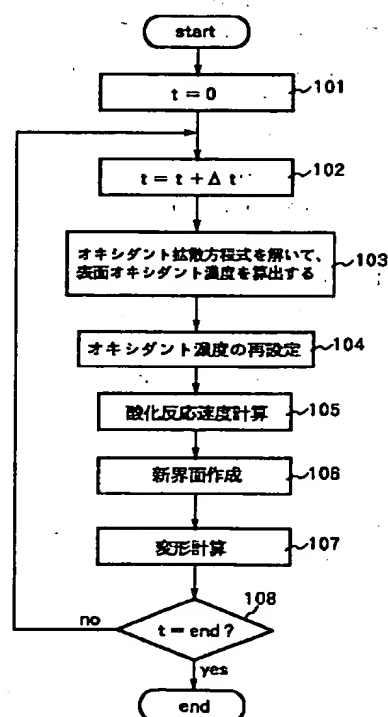 start
t = 0
101
t = t + Δ t
102
オキシダント拡散方程式を解いて、
表面オキシダント濃度を算出する
103
オキシダント濃度の再設定
104
酸化反応速度計算
105
新界面作成
106
変形計算
107
108
t = end ?
no
yes
end